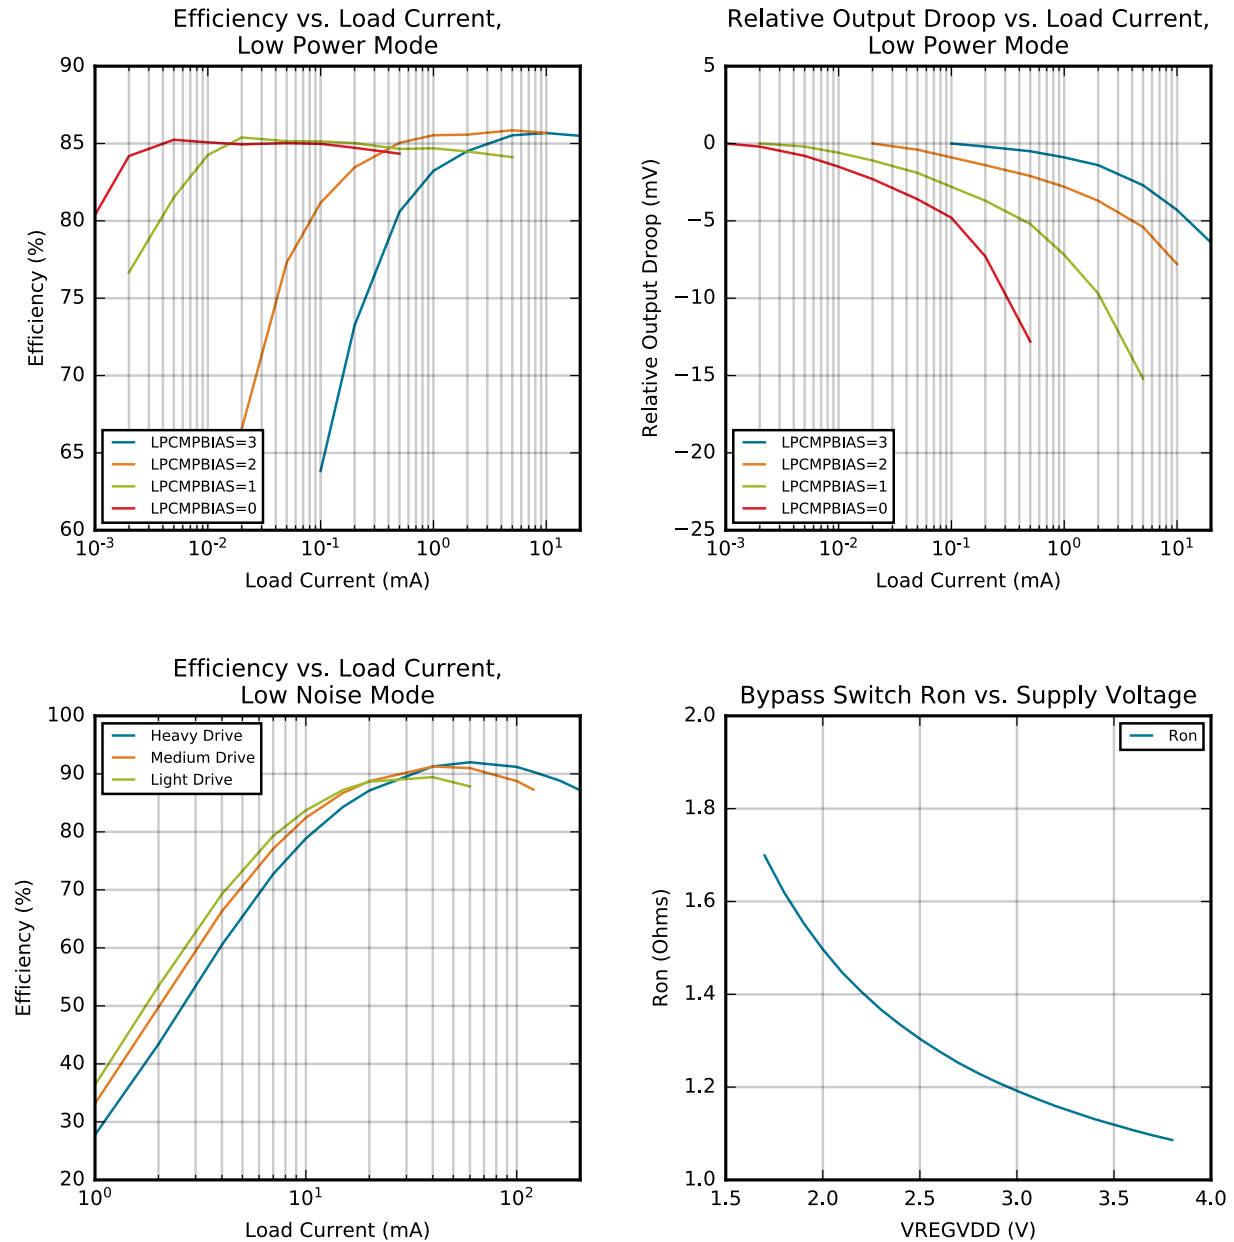 Efficiency vs. Load Current,
Low Power Mode
90
85
80
75
70
65
60
Efficiency (%)
LPCMPBIAS=3
LPCMPBIAS=2
LPCMPBIAS=1
LPCMPBIAS=0
10⁻³ 10⁻² 10⁻¹ 10⁰ 10¹
Load Current (mA)
Relative Output Droop vs. Load Current,
Low Power Mode
5
0
−5
−10
−15
−20
−25
Relative Output Droop (mV)
LPCMPBIAS=3
LPCMPBIAS=2
LPCMPBIAS=1
LPCMPBIAS=0
10⁻³ 10⁻² 10⁻¹ 10⁰ 10¹
Load Current (mA)
Efficiency vs. Load Current,
Low Noise Mode
100
90
80
70
60
50
40
30
20
Efficiency (%)
Heavy Drive
Medium Drive
Light Drive
10⁰ 10¹ 10²
Load Current (mA)
Bypass Switch Ron vs. Supply Voltage
2.0
1.8
1.6
1.4
1.2
1.0
Ron (Ohms)
Ron
1.5 2.0 2.5 3.0 3.5 4.0
VREGVDD (V)